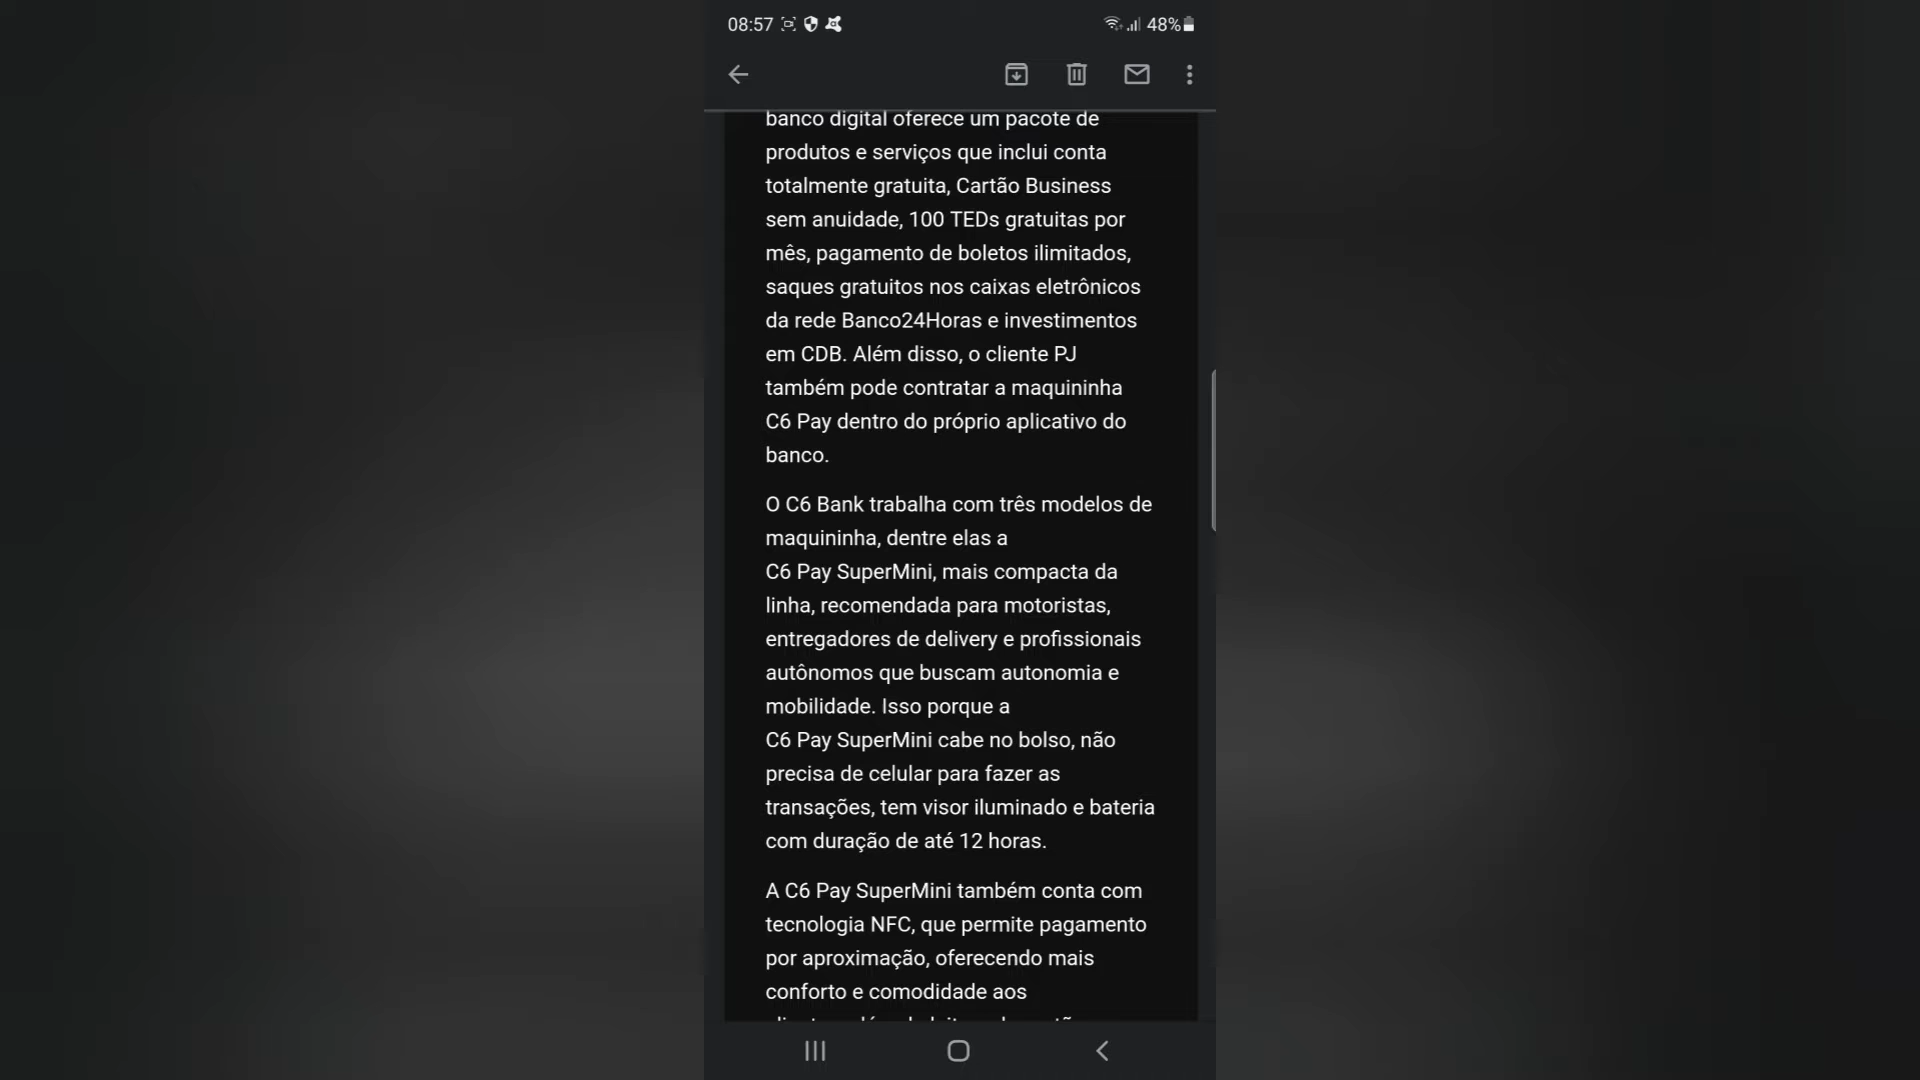 08:57
48%
banco digital oferece um pacote de
produtos e serviços que inclui conta
totalmente gratuita, Cartão Business
sem anuidade, 100 TEDs gratuitas por
mês, pagamento de boletos ilimitados,
saques gratuitos nos caixas eletrônicos
da rede Banco24Horas e investimentos
em CDB. Além disso, o cliente PJ
também pode contratar a maquininha
C6 Pay dentro do próprio aplicativo do
banco.
O C6 Bank trabalha com três modelos de
maquininha, dentre elas a
C6 Pay SuperMini, mais compacta da
linha, recomendada para motoristas,
entregadores de delivery e profissionais
autônomos que buscam autonomia e
mobilidade. Isso porque a
C6 Pay SuperMini cabe no bolso, não
precisa de celular para fazer as
transações, tem visor iluminado e bateria
com duração de até 12 horas.
A C6 Pay SuperMini também conta com
tecnologia NFC, que permite pagamento
por aproximação, oferecendo mais
conforto e comodidade aos